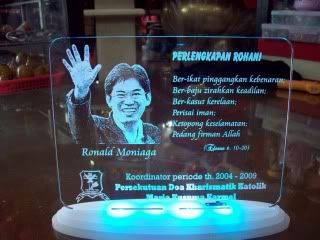 PERLENGKAPAN ROHANI
Ber-ikat pinggangkan kebenaran;
Ber-baju zirahkan keadilan;
Ber-kasut kerelaan;
Perisai iman;
Ketopong keselamatan;
Pedang firman Allah
(Efesus 6, 10-20)
Ronald Moniaga
Koordinator periode th. 2004 - 2009
Persekutuan Doa Kharismatik Katolik
Maria Kusuma Karmel